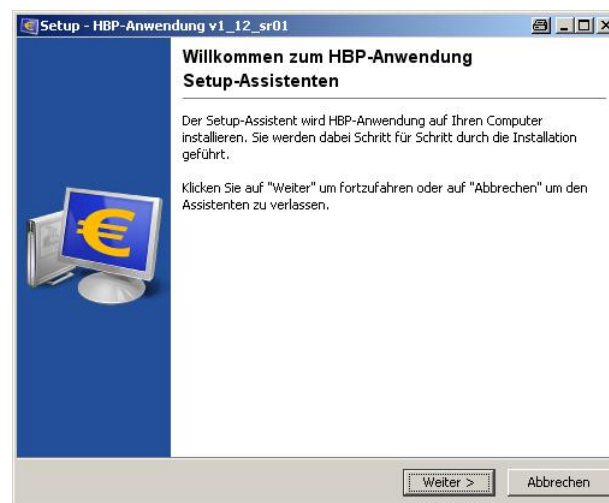 Setup - HBP-Anwendung v1_12_sr01
Willkommen zum HBP-Anwendung
Setup-Assistenten
Der Setup-Assistent wird HBP-Anwendung auf Ihren Computer
installieren. Sie werden dabei Schritt für Schritt durch die Installation
geführt.
Klicken Sie auf "Weiter" um fortzufahren oder auf "Abbrechen" um den
Assistenten zu verlassen.
€
Weiter >
Abbrechen